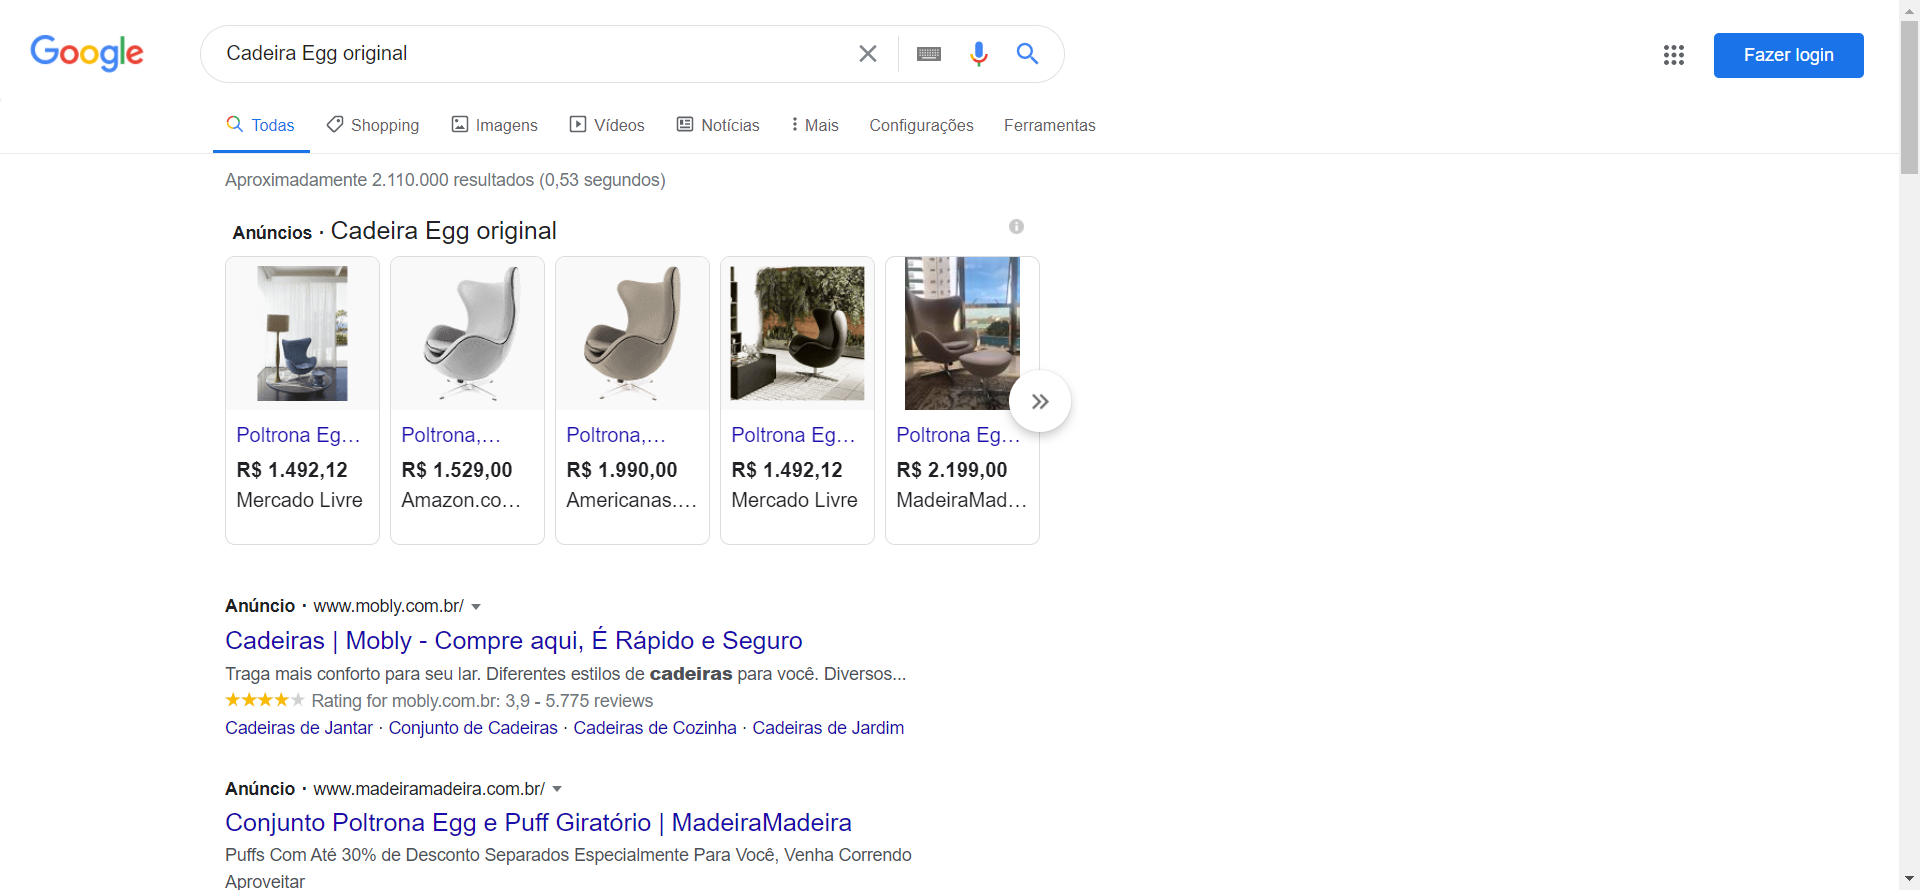 Google
Cadeira Egg original
Fazer login
Todas Shopping Imagens Vídeos Notícias Mais Configurações Ferramentas
Aproximadamente 2.110.000 resultados (0,53 segundos)
Anúncios · Cadeira Egg original
Poltrona Eg...
R$ 1.492,12
Mercado Livre
Poltrona,...
R$ 1.529,00
Amazon.co...
Poltrona,...
R$ 1.990,00
Americanas....
Poltrona Eg...
R$ 1.492,12
Mercado Livre
Poltrona Eg...
R$ 2.199,00
MadeiraMad...
Anúncio · www.mobly.com.br/
Cadeiras | Mobly - Compre aqui, É Rápido e Seguro
Traga mais conforto para seu lar. Diferentes estilos de cadeiras para você. Diversos...
Rating for mobly.com.br: 3,9 - 5.775 reviews
Cadeiras de Jantar · Conjunto de Cadeiras · Cadeiras de Cozinha · Cadeiras de Jardim
Anúncio · www.madeiramadeira.com.br/
Conjunto Poltrona Egg e Puff Giratório | MadeiraMadeira
Puffs Com Até 30% de Desconto Separados Especialmente Para Você, Venha Correndo
Aproveitar